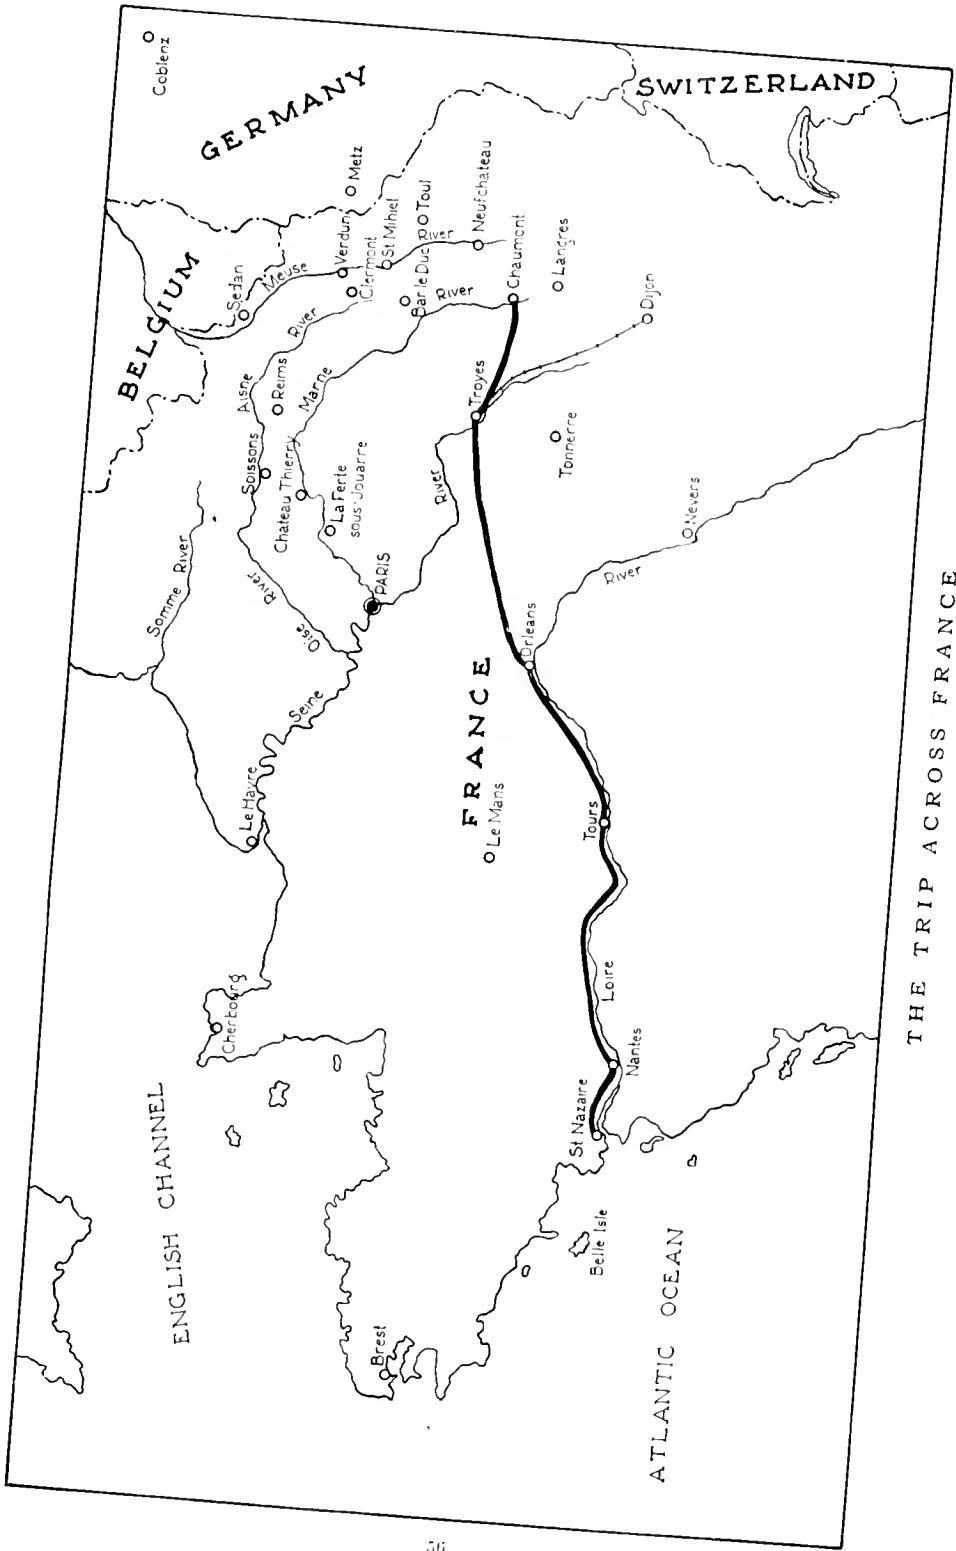 Coblenz
GERMANY
SWITZERLAND
BELGIUM
Metz
Verdun
Clermont
St Mihiel
Toul
Bar le Duc
River
Neufchateau
Meuse
Sedan
River
River
Chaumont
Langres
Dijon
Aisne
Reims
Marne
Troyes
Soissons
Chateau Thierry
La Ferte
sous-Jouarre
River
Tonnerre
Somme River
River
Oise
PARIS
Nevers
River
Orleans
Seine
FRANCE
Le Havre
Le Mans
Tours
Loire
Cherbourg
Nantes
St Nazaire
ENGLISH CHANNEL
Belle Isle
Brest
ATLANTIC OCEAN
THE TRIP ACROSS FRANCE